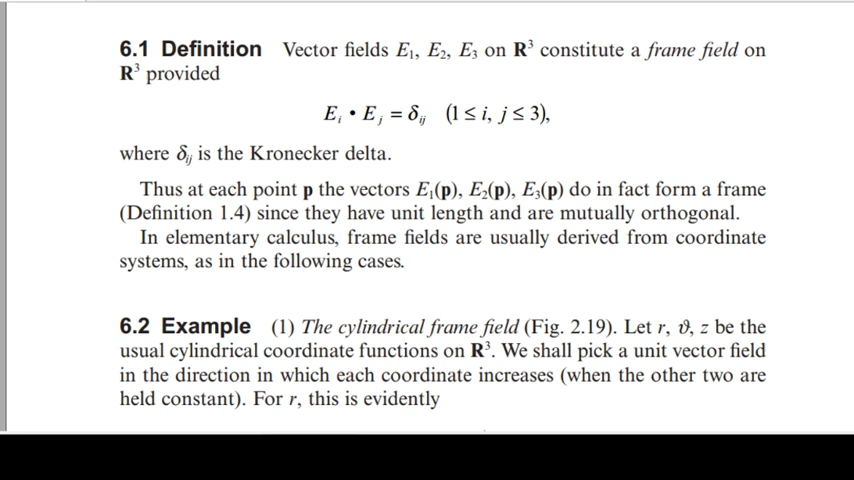 6.1 Definition Vector fields E₁, E₂, E₃ on R³ constitute a frame field on
R³ provided
Eᵢ • Eⱼ = δᵢⱼ (1 ≤ i, j ≤ 3),
where δᵢⱼ is the Kronecker delta.
Thus at each point p the vectors E₁(p), E₂(p), E₃(p) do in fact form a frame
(Definition 1.4) since they have unit length and are mutually orthogonal.
In elementary calculus, frame fields are usually derived from coordinate
systems, as in the following cases.
6.2 Example (1) The cylindrical frame field (Fig. 2.19). Let r, ϑ, z be the
usual cylindrical coordinate functions on R³. We shall pick a unit vector field
in the direction in which each coordinate increases (when the other two are
held constant). For r, this is evidently